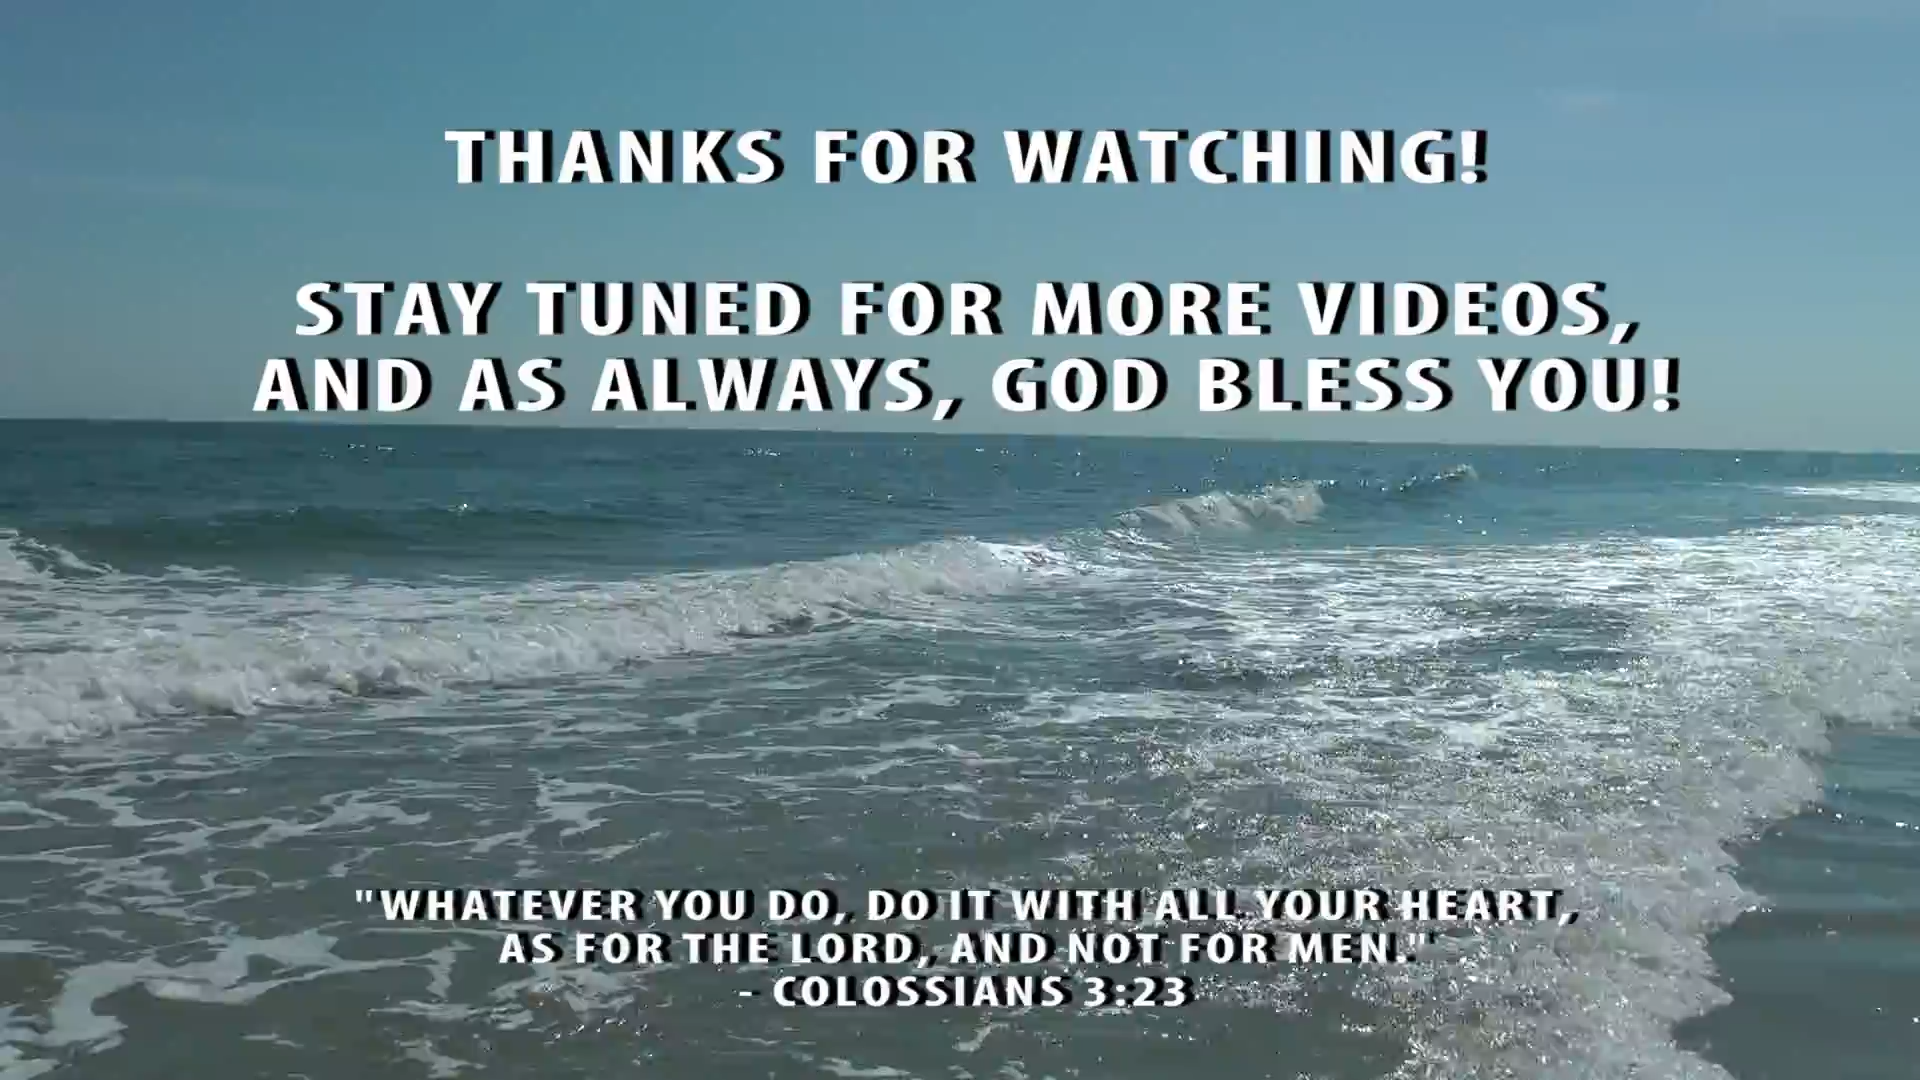 THANKS FOR WATCHING!
STAY TUNED FOR MORE VIDEOS,
AND AS ALWAYS, GOD BLESS YOU!
"WHATEVER YOU DO, DO IT WITH ALL YOUR HEART,
AS FOR THE LORD, AND NOT FOR MEN."
- COLOSSIANS 3:23